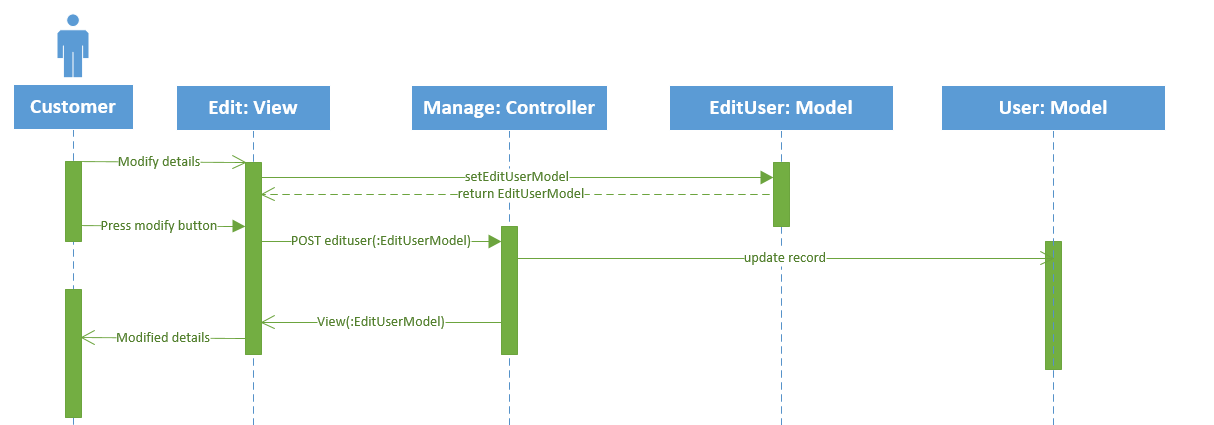 Customer
Edit: View
Manage: Controller
EditUser: Model
User: Model
Modify details
setEditUserModel
return EditUserModel
Press modify button
POST edituser(:EditUserModel)
update record
View(:EditUserModel)
Modified details